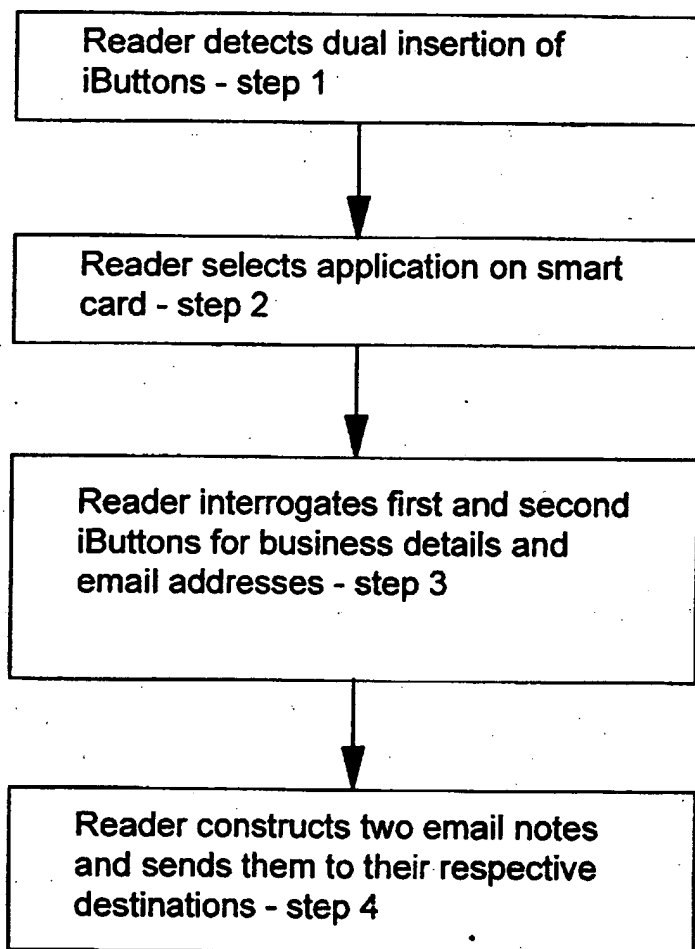 Reader detects dual insertion of
iButtons - step 1
Reader selects application on smart
card - step 2
Reader interrogates first and second
iButtons for business details and
email addresses - step 3
Reader constructs two email notes
and sends them to their respective
destinations - step 4